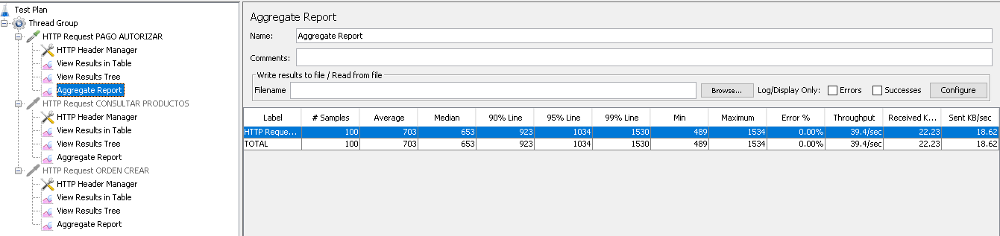 Test Plan
Thread Group
HTTP Request PAGO AUTORIZAR
HTTP Header Manager
View Results in Table
View Results Tree
Aggregate Report
HTTP Request CONSULTAR PRODUCTOS
HTTP Header Manager
View Results in Table
View Results Tree
Aggregate Report
HTTP Request ORDEN CREAR
HTTP Header Manager
View Results in Table
View Results Tree
Aggregate Report
Aggregate Report
Name: Aggregate Report
Comments:
Write results to file / Read from file
Filename Browse... Log/Display Only: Errors Successes Configure
Label # Samples Average Median 90% Line 95% Line 99% Line Min Maximum Error % Throughput Received K... Sent KB/sec
HTTP Reque... 100 703 653 923 1034 1530 489 1534 0.00% 39.4/sec 22.23 18.62
TOTAL 100 703 653 923 1034 1530 489 1534 0.00% 39.4/sec 22.23 18.62